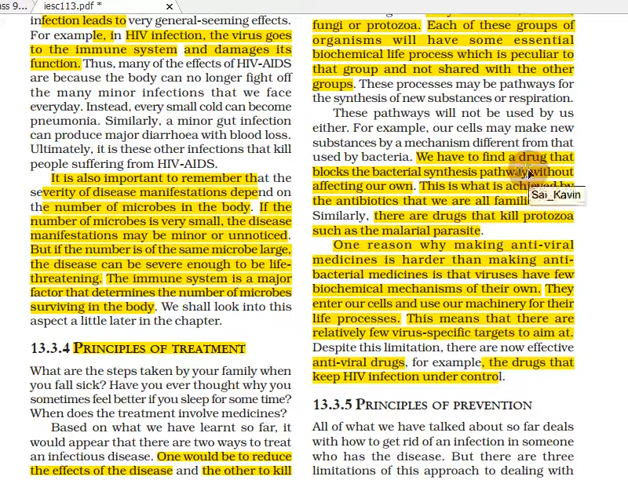 ss 9...
iesc113.pdf *
infection leads to very general-seeming effects.
For example, in HIV infection, the virus goes
to the immune system and damages its
function. Thus, many of the effects of HIV-AIDS
are because the body can no longer fight off
the many minor infections that we face
everyday. Instead, every small cold can become
pneumonia. Similarly, a minor gut infection
can produce major diarrhoea with blood loss.
Ultimately, it is these other infections that kill
people suffering from HIV-AIDS.
It is also important to remember that the
severity of disease manifestations depend on
the number of microbes in the body. If the
number of microbes is very small, the disease
manifestations may be minor or unnoticed.
But if the number is of the same microbe large,
the disease can be severe enough to be life-
threatening. The immune system is a major
factor that determines the number of microbes
surviving in the body. We shall look into this
aspect a little later in the chapter.
13.3.4 PRINCIPLES OF TREATMENT
What are the steps taken by your family when
you fall sick? Have you ever thought why you
sometimes feel better if you sleep for some time?
When does the treatment involve medicines?
Based on what we have learnt so far, it
would appear that there are two ways to treat
an infectious disease. One would be to reduce
the effects of the disease and the other to kill
fungi or protozoa. Each of these groups of
organisms will have some essential
biochemical life process which is peculiar to
that group and not shared with the other
groups. These processes may be pathways for
the synthesis of new substances or respiration.
These pathways will not be used by us
either. For example, our cells may make new
substances by a mechanism different from that
used by bacteria. We have to find a drug that
blocks the bacterial synthesis pathway without
affecting our own. This is what is achieved by
the antibiotics that we are all
Sai_Kavin
Similarly, there are drugs that kill protozoa
such as the malarial parasite.
One reason why making anti-viral
medicines is harder than making anti-
bacterial medicines is that viruses have few
biochemical mechanisms of their own. They
enter our cells and use our machinery for their
life processes. This means that there are
relatively few virus-specific targets to aim at.
Despite this limitation, there are now effective
anti-viral drugs, for example, the drugs that
keep HIV infection under control.
13.3.5 PRINCIPLES OF PREVENTION
All of what we have talked about so far deals
with how to get rid of an infection in someone
who has the disease. But there are three
limitations of this approach to dealing with